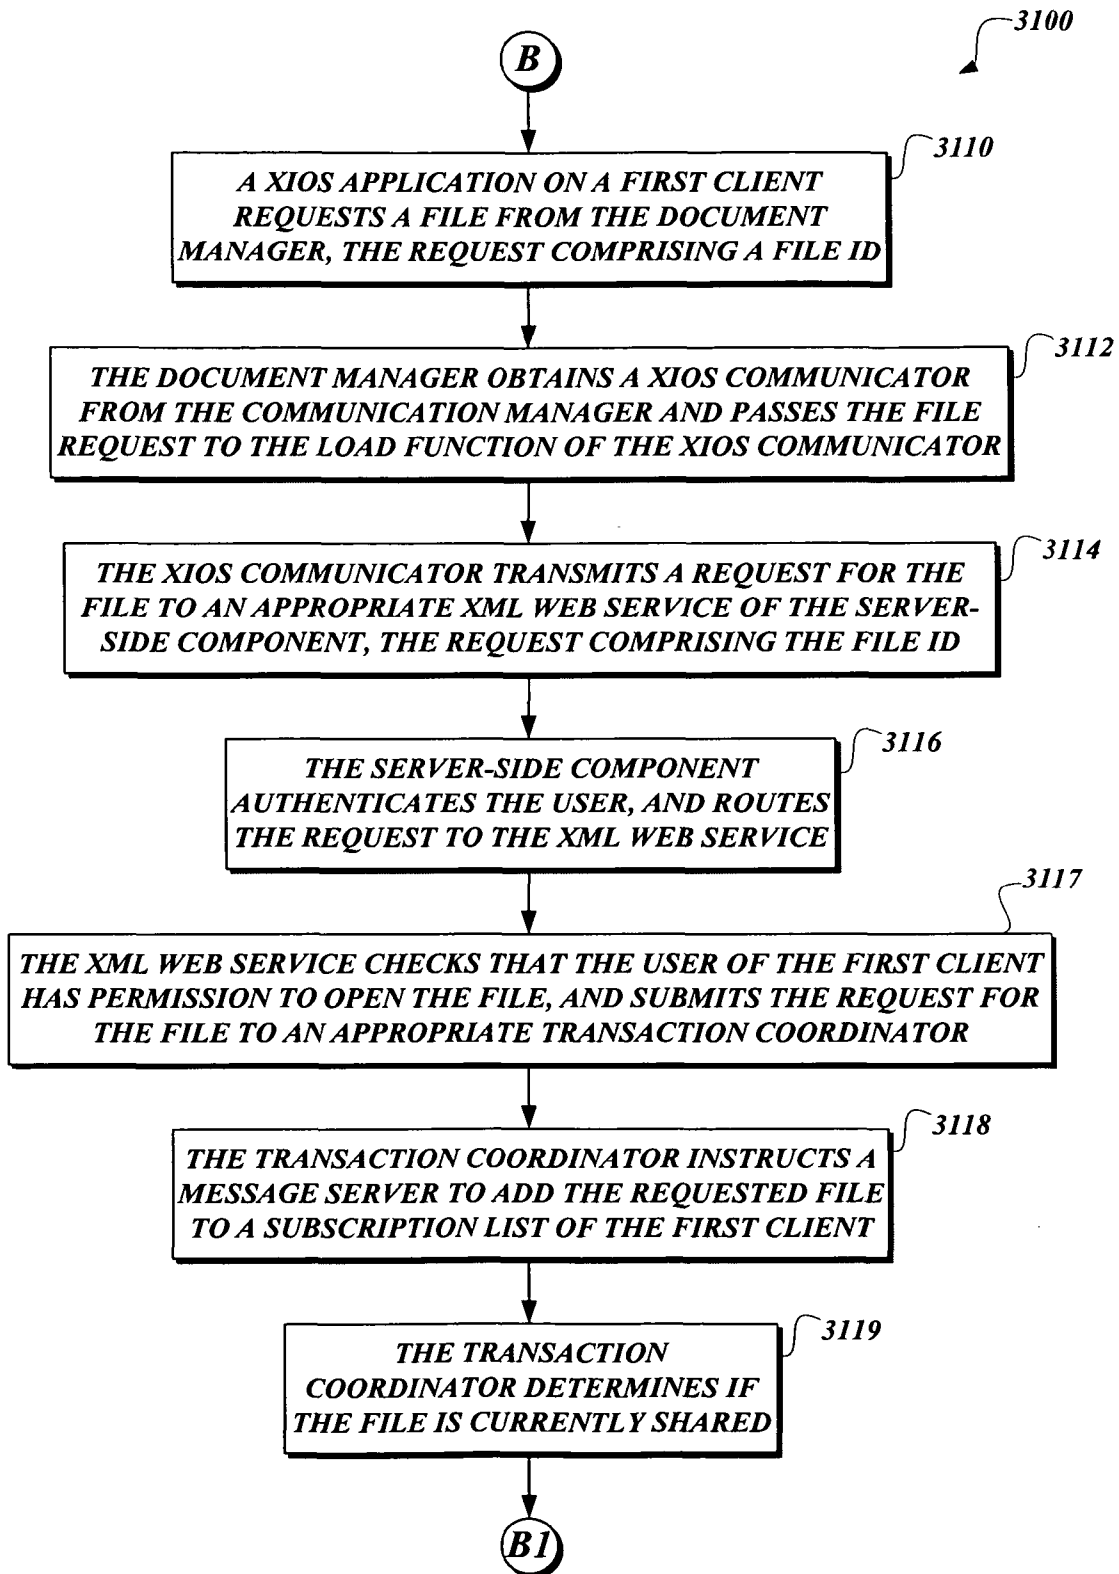 3100
B
3110
A XIOS APPLICATION ON A FIRST CLIENT
REQUESTS A FILE FROM THE DOCUMENT
MANAGER, THE REQUEST COMPRISING A FILE ID
3112
THE DOCUMENT MANAGER OBTAINS A XIOS COMMUNICATOR
FROM THE COMMUNICATION MANAGER AND PASSES THE FILE
REQUEST TO THE LOAD FUNCTION OF THE XIOS COMMUNICATOR
3114
THE XIOS COMMUNICATOR TRANSMITS A REQUEST FOR THE
FILE TO AN APPROPRIATE XML WEB SERVICE OF THE SERVER-
SIDE COMPONENT, THE REQUEST COMPRISING THE FILE ID
3116
THE SERVER-SIDE COMPONENT
AUTHENTICATES THE USER, AND ROUTES
THE REQUEST TO THE XML WEB SERVICE
3117
THE XML WEB SERVICE CHECKS THAT THE USER OF THE FIRST CLIENT
HAS PERMISSION TO OPEN THE FILE, AND SUBMITS THE REQUEST FOR
THE FILE TO AN APPROPRIATE TRANSACTION COORDINATOR
3118
THE TRANSACTION COORDINATOR INSTRUCTS A
MESSAGE SERVER TO ADD THE REQUESTED FILE
TO A SUBSCRIPTION LIST OF THE FIRST CLIENT
3119
THE TRANSACTION
COORDINATOR DETERMINES IF
THE FILE IS CURRENTLY SHARED
B1